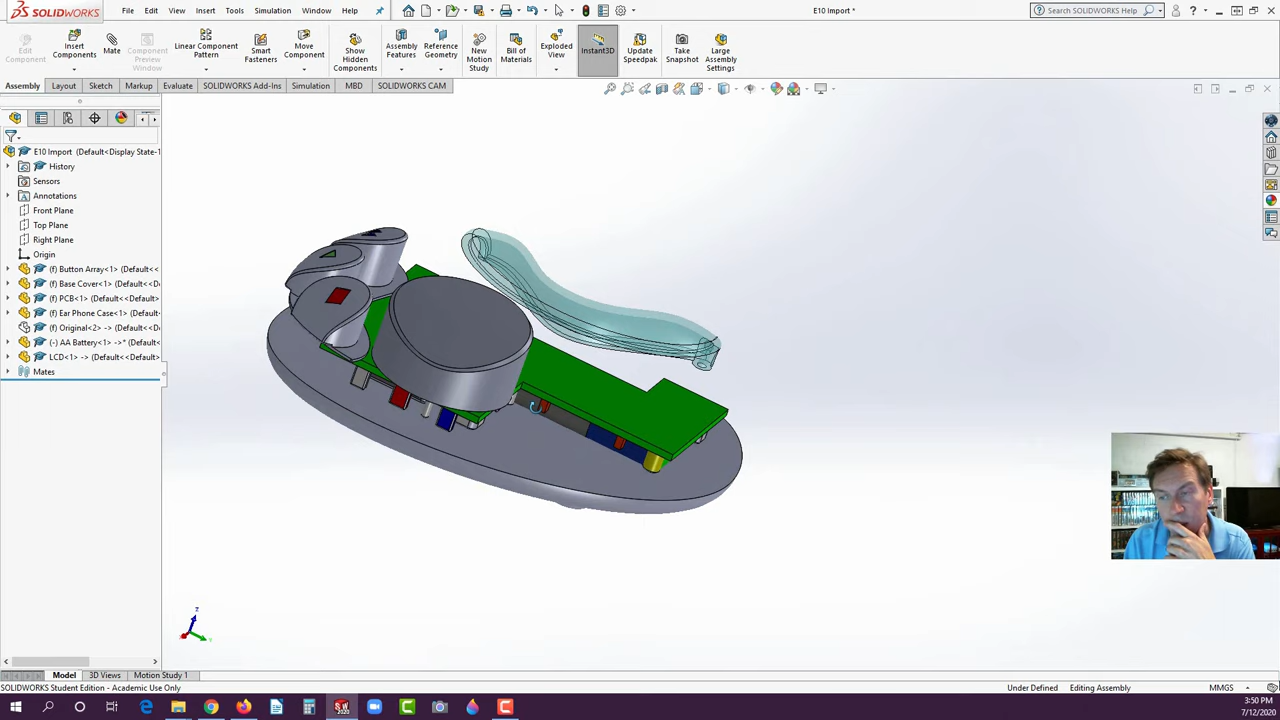 SOLIDWORKS
File
Edit
View
Insert
Tools
Simulation
Window
Help
E10 Import *
Search SOLIDWORKS Help
Edit Component
Insert Components
Mate
Component Preview Window
Linear Component Pattern
Smart Fasteners
Move Component
Show Hidden Components
Assembly Features
Reference Geometry
New Motion Study
Bill of Materials
Exploded View
Instant3D
Update Speedpak
Take Snapshot
Large Assembly Settings
Assembly
Layout
Sketch
Markup
Evaluate
SOLIDWORKS Add-Ins
Simulation
MBD
SOLIDWORKS CAM
E10 Import (Default<Display State-1
History
Sensors
Annotations
Front Plane
Top Plane
Right Plane
Origin
(f) Button Array<1> (Default<<
(f) Base Cover<1> (Default<<
(f) PCB<1> (Default<<Default>
(f) Ear Phone Case<1> (Default
(f) Original<2> -> (Default<<D
(-) AA Battery<1> ->* (Default
LCD<1> -> (Default<<Default>
Mates
Model
3D Views
Motion Study 1
SOLIDWORKS Student Edition - Academic Use Only
Under Defined
Editing Assembly
MMGS
3:50 PM
7/12/2020